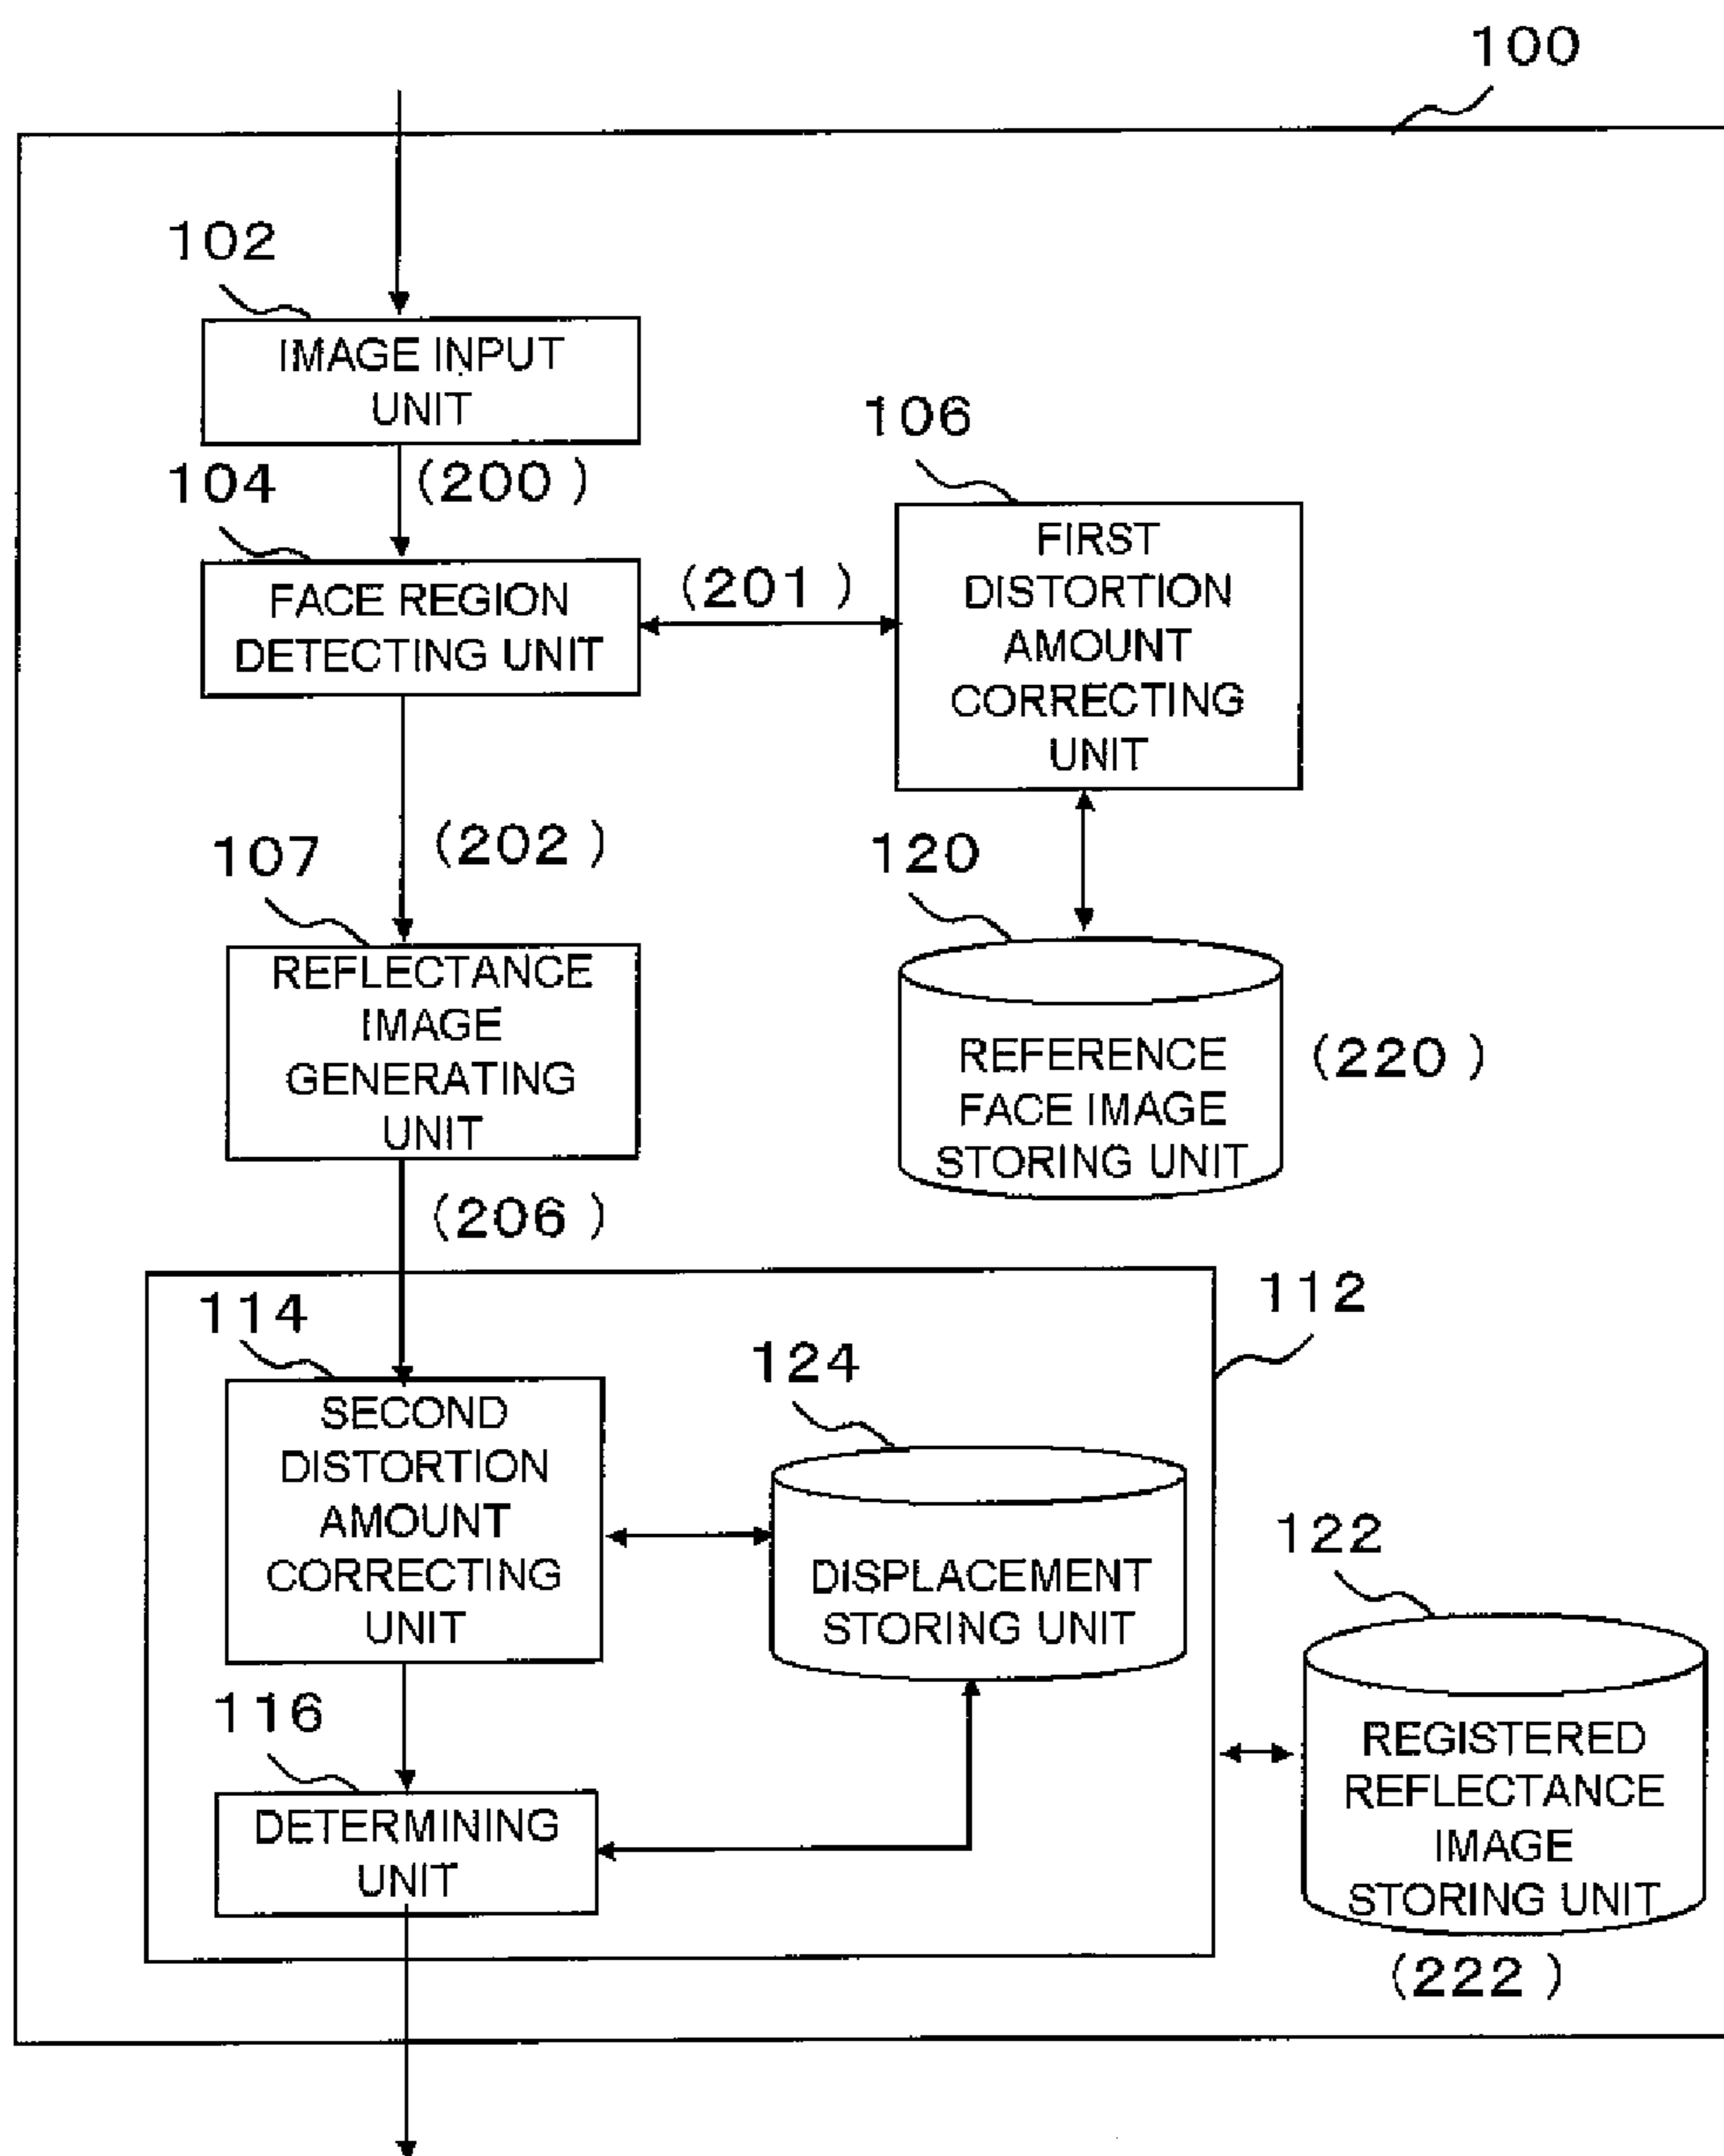 100
102
IMAGE INPUT
UNIT
(200)
104
FACE REGION
DETECTING UNIT
(201)
106
FIRST
DISTORTION
AMOUNT
CORRECTING
UNIT
(202)
107
REFLECTANCE
IMAGE
GENERATING
UNIT
120
REFERENCE
FACE IMAGE
STORING UNIT
(220)
(206)
112
114
SECOND
DISTORTION
AMOUNT
CORRECTING
UNIT
124
DISPLACEMENT
STORING UNIT
116
DETERMINING
UNIT
122
REGISTERED
REFLECTANCE
IMAGE
STORING UNIT
(222)